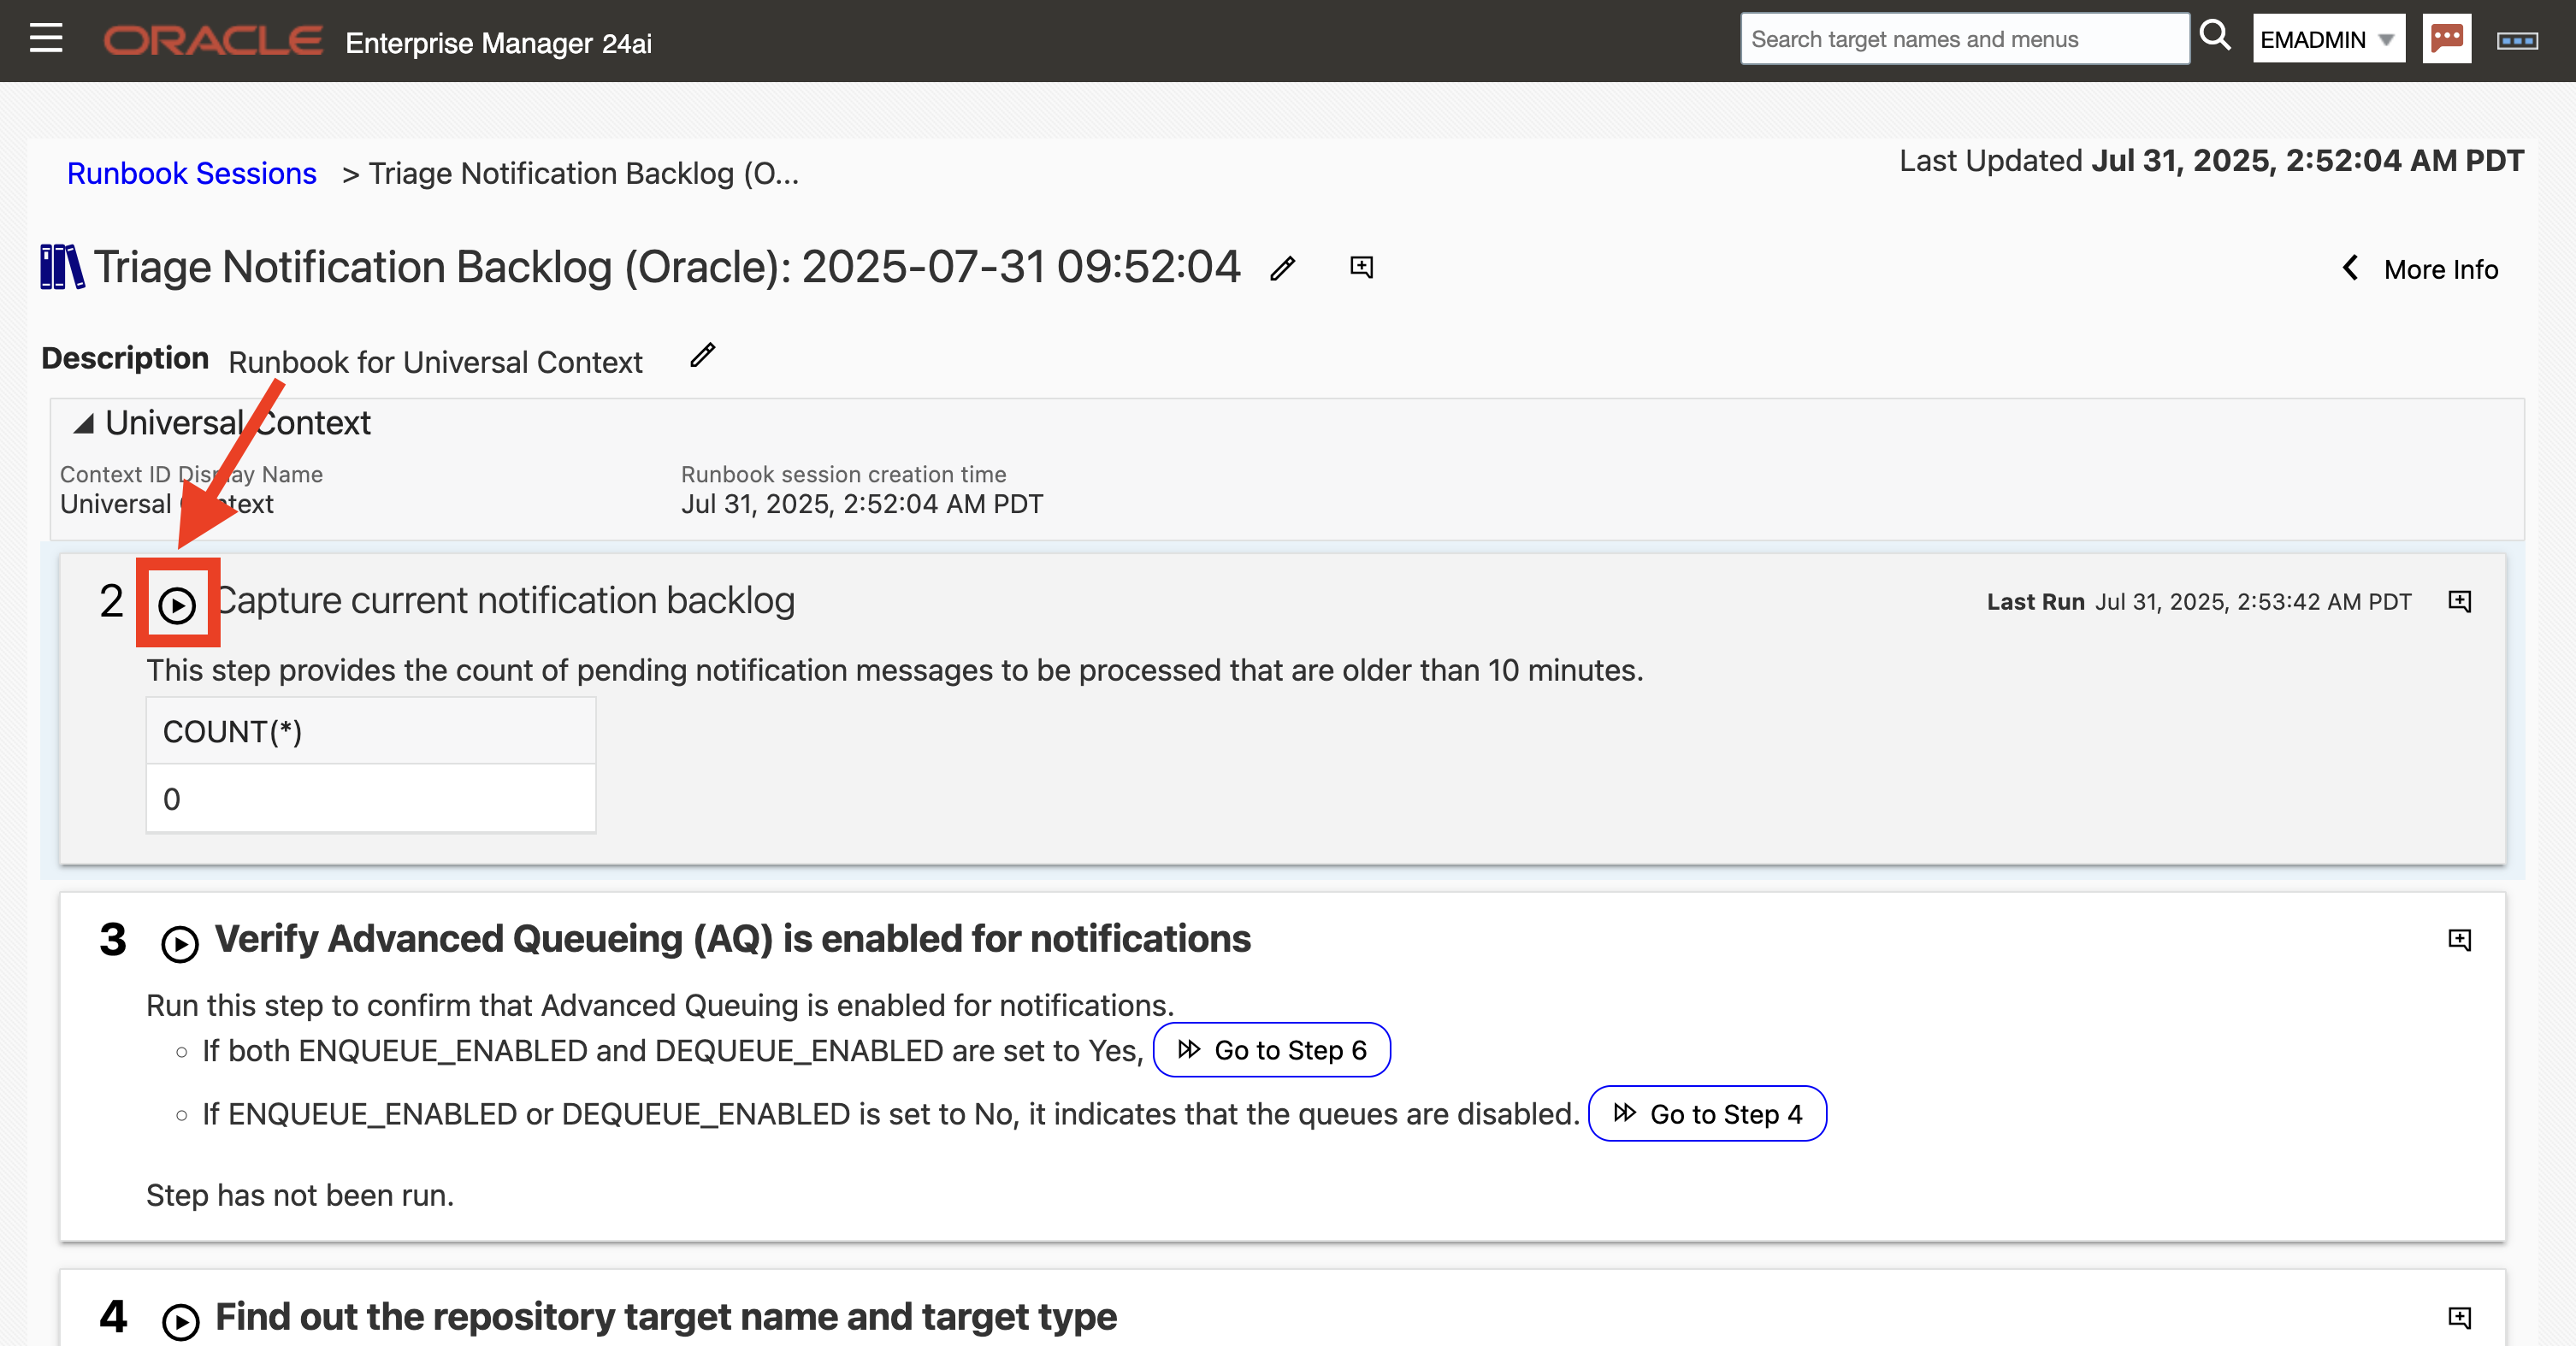 ORACLE Enterprise Manager 24ai
Search target names and menus
EMADMIN
Runbook Sessions > Triage Notification Backlog (O...
Last Updated Jul 31, 2025, 2:52:04 AM PDT
Triage Notification Backlog (Oracle): 2025-07-31 09:52:04
More Info
Description Runbook for Universal Context
Universal Context
Context ID Display Name
Universal Context
Runbook session creation time
Jul 31, 2025, 2:52:04 AM PDT
2 Capture current notification backlog
Last Run Jul 31, 2025, 2:53:42 AM PDT
This step provides the count of pending notification messages to be processed that are older than 10 minutes.
COUNT(*)
0
3 Verify Advanced Queueing (AQ) is enabled for notifications
Run this step to confirm that Advanced Queuing is enabled for notifications.
If both ENQUEUE_ENABLED and DEQUEUE_ENABLED are set to Yes, Go to Step 6
If ENQUEUE_ENABLED or DEQUEUE_ENABLED is set to No, it indicates that the queues are disabled. Go to Step 4
Step has not been run.
4 Find out the repository target name and target type